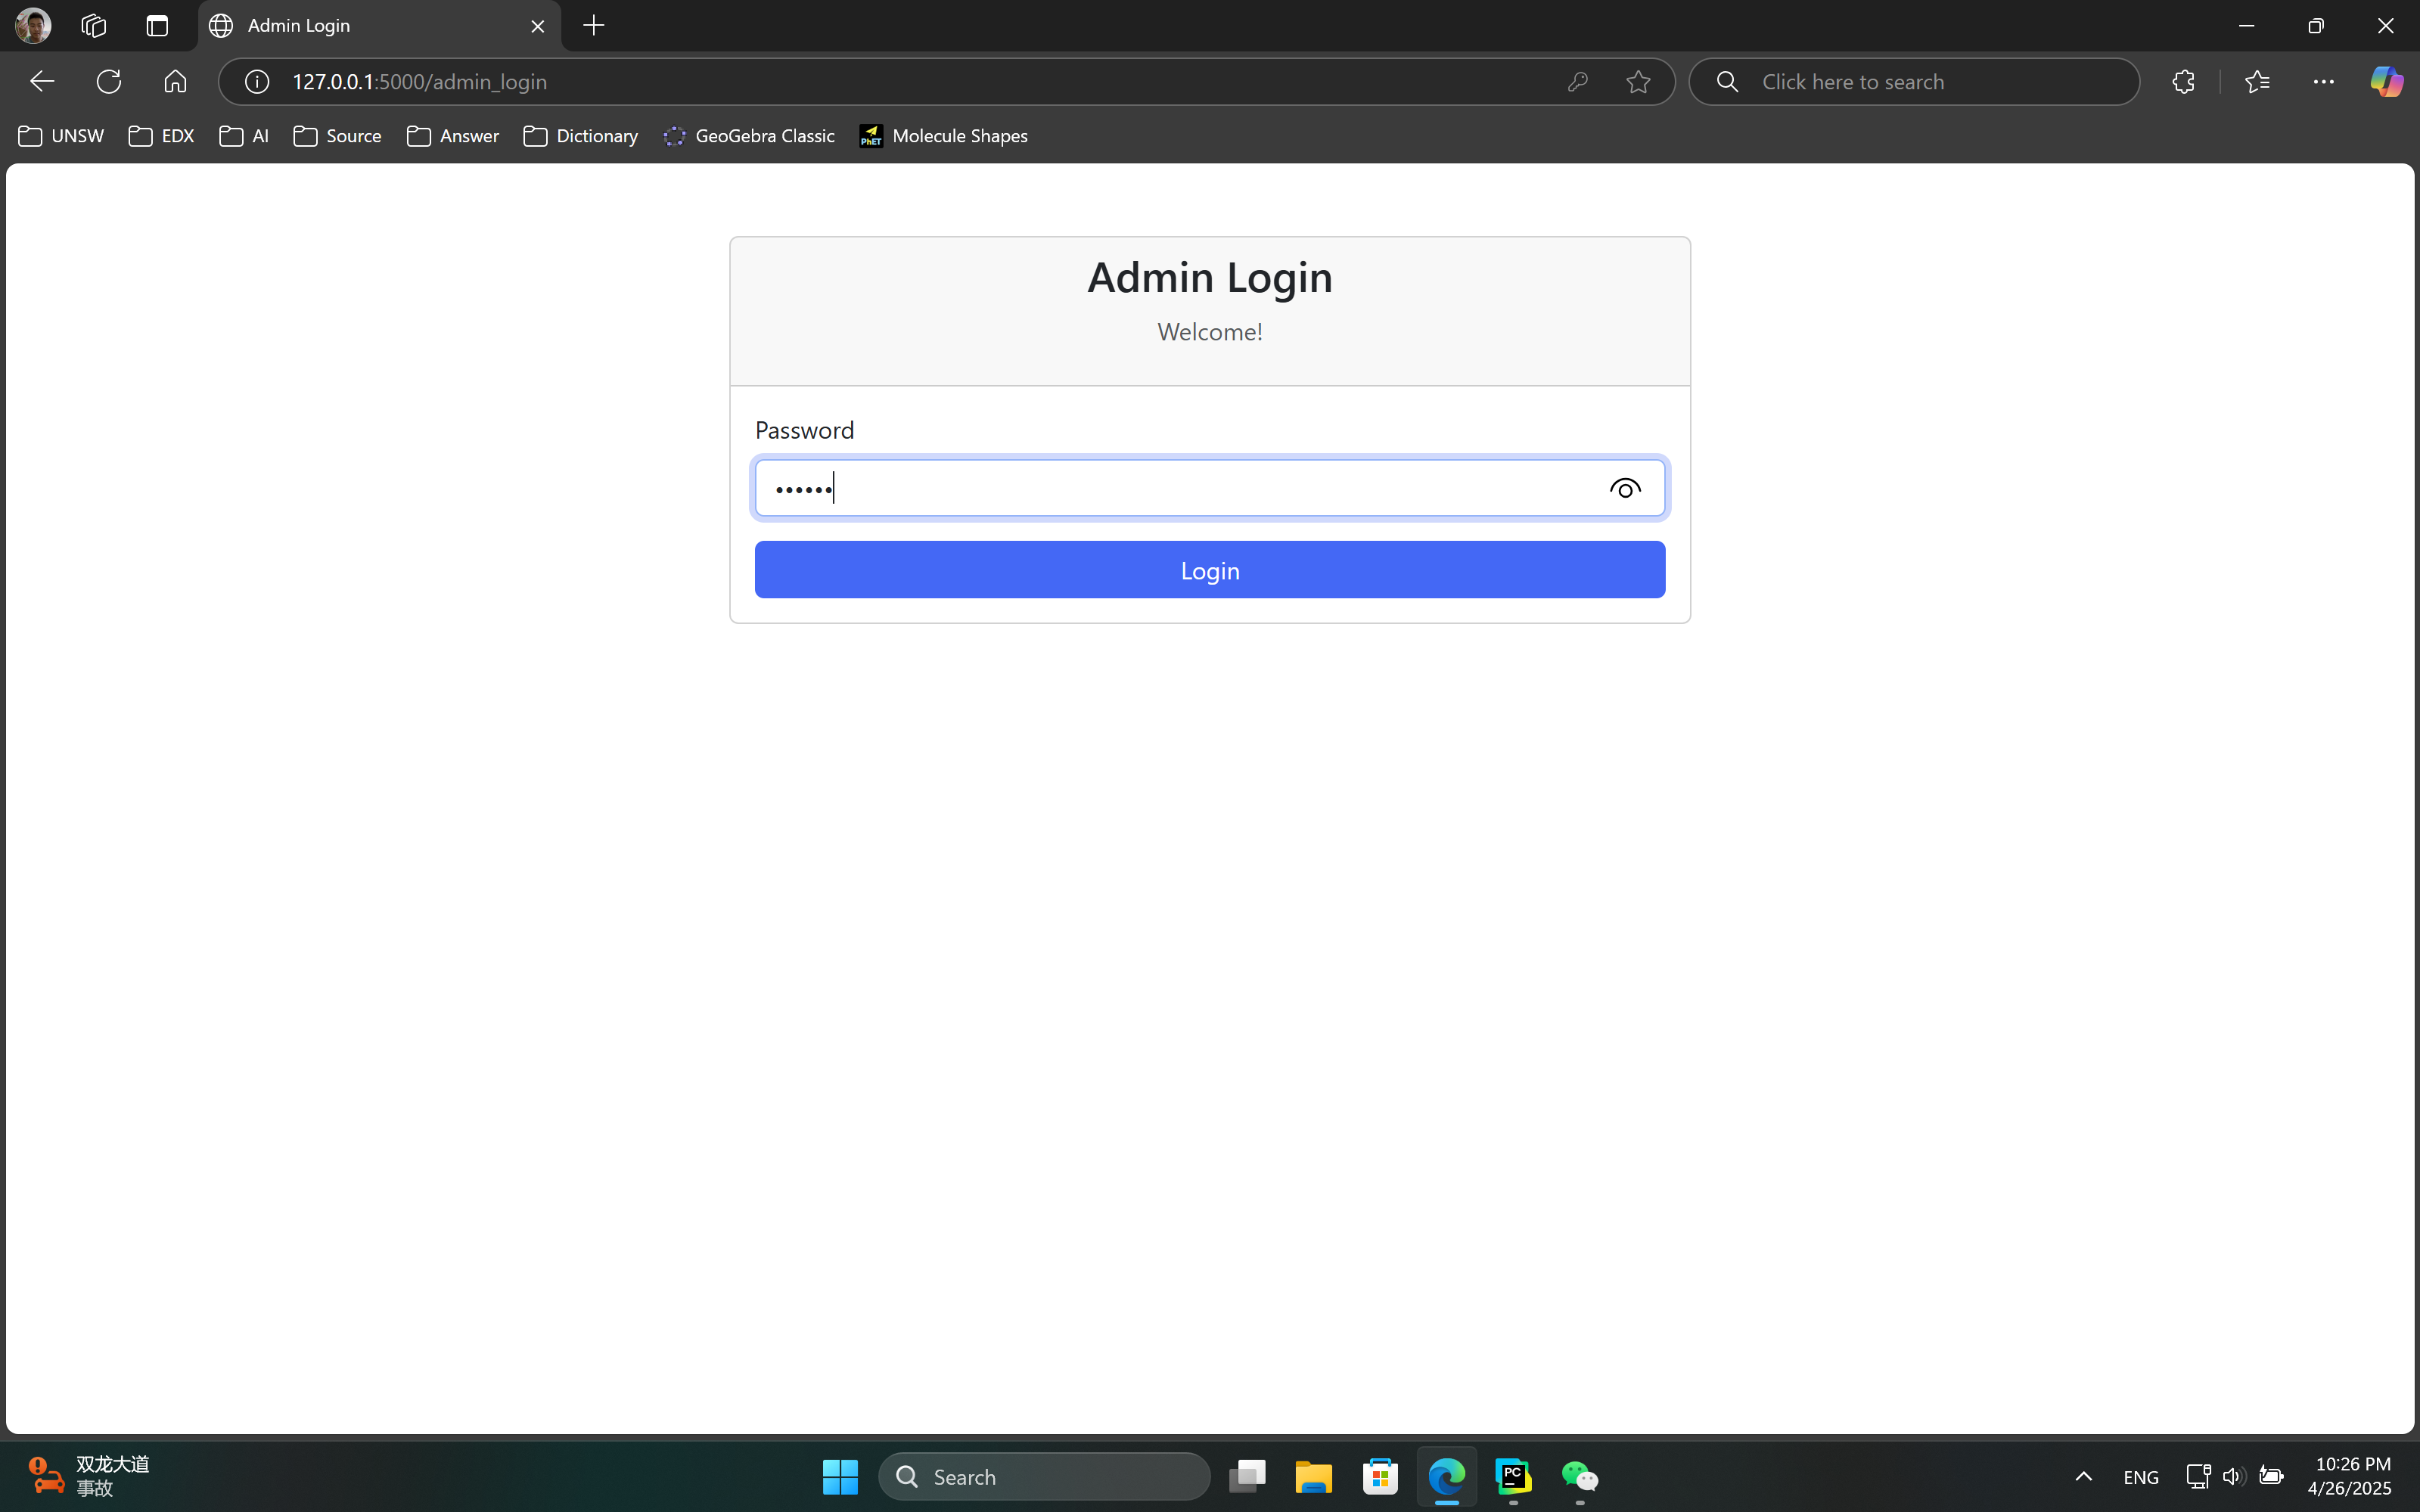 Admin Login
127.0.0.1:5000/admin_login
Click here to search
UNSW
EDX
AI
Source
Answer
Dictionary
GeoGebra Classic
PhET
Molecule Shapes
Admin Login
Welcome!
Password
••••••
Login
双龙大道
事故
Search
PC
ENG
10:26 PM
4/26/2025